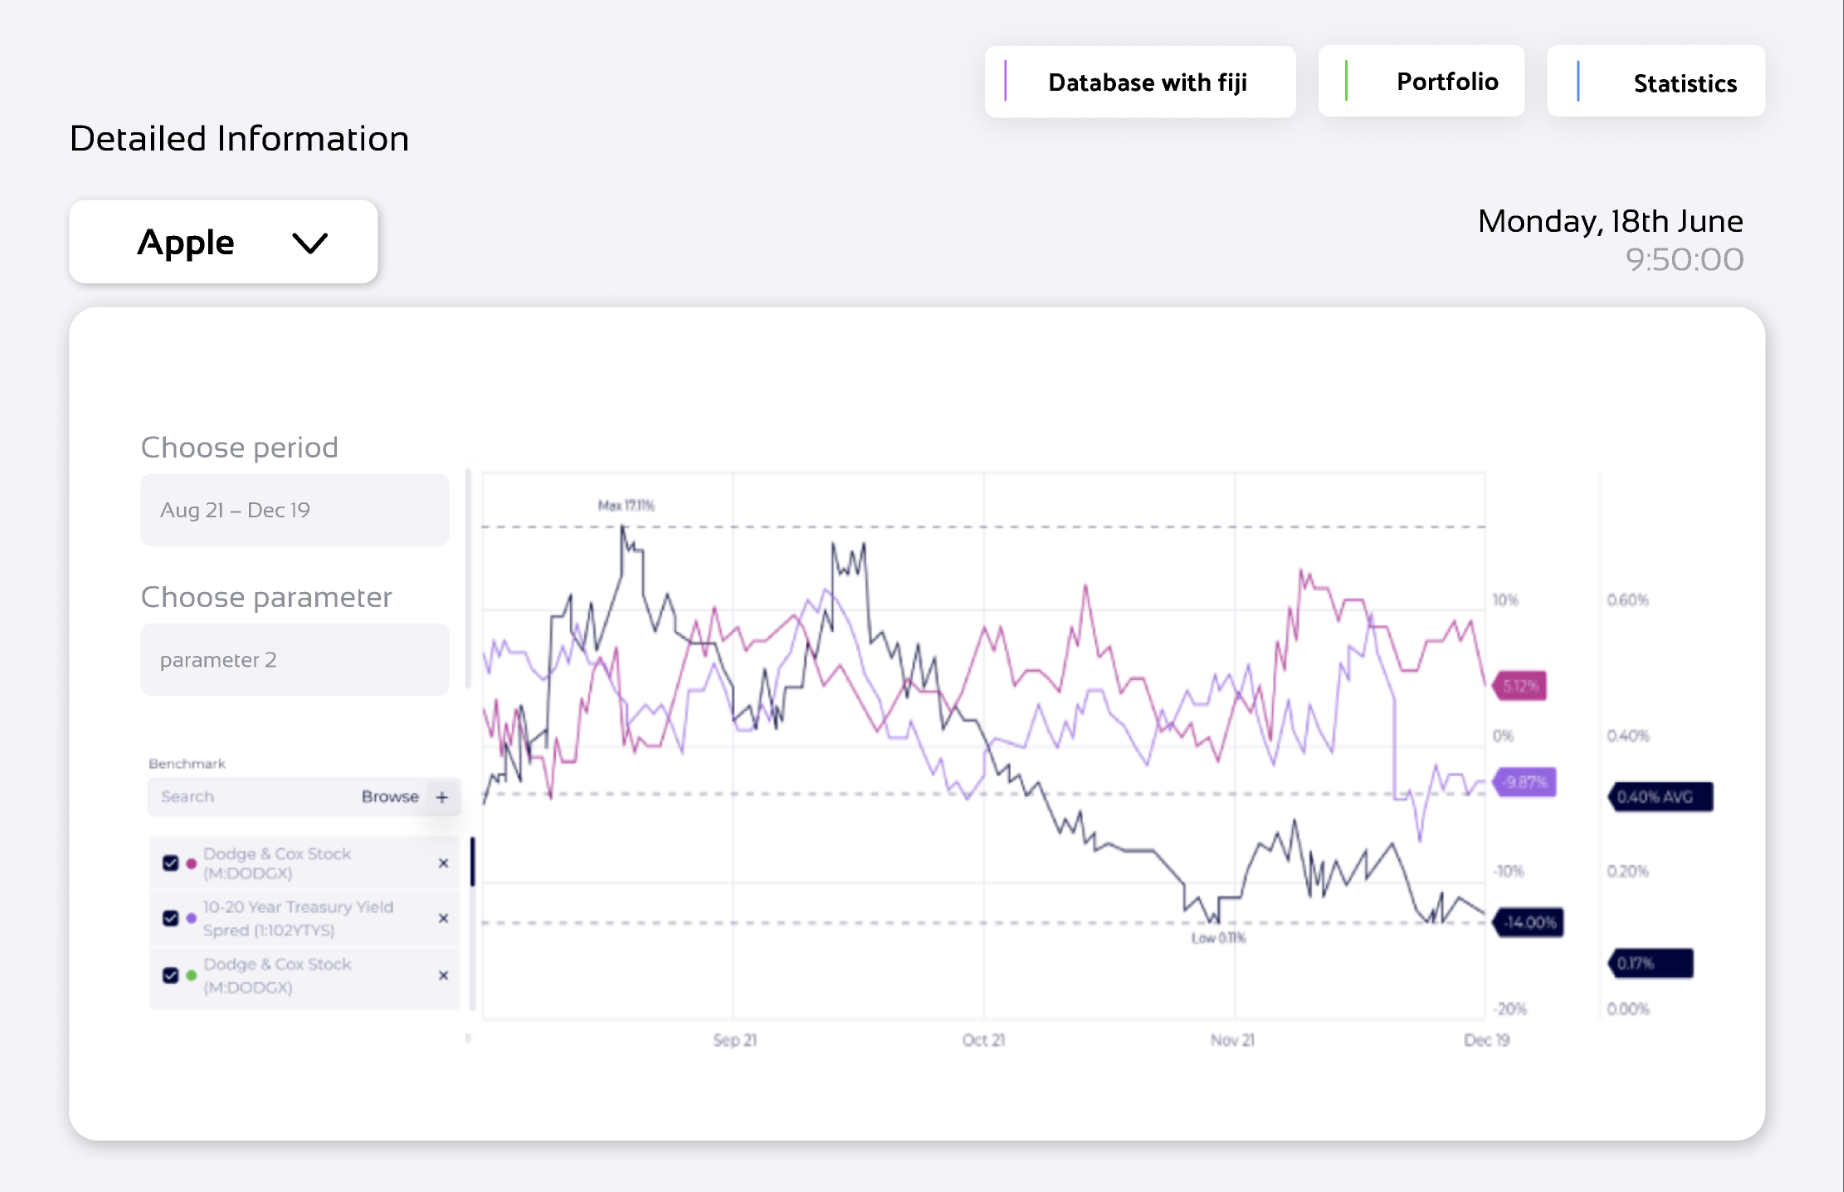 Database with fiji
Portfolio
Statistics
Detailed Information
Apple
Monday, 18th June
9:50:00
Choose period
Aug 21 – Dec 19
Choose parameter
parameter 2
Benchmark
Search
Browse +
Dodge & Cox Stock
(M:DODGX)
10-20 Year Treasury Yield
Spred (1:102YTYS)
Dodge & Cox Stock
(M:DODGX)
Max 17.11%
Low 0.11%
10%
5.12%
0%
-9.87%
-10%
-14.00%
-20%
0.60%
0.40%
0.40% AVG
0.20%
0.17%
0.00%
Sep 21
Oct 21
Nov 21
Dec 19